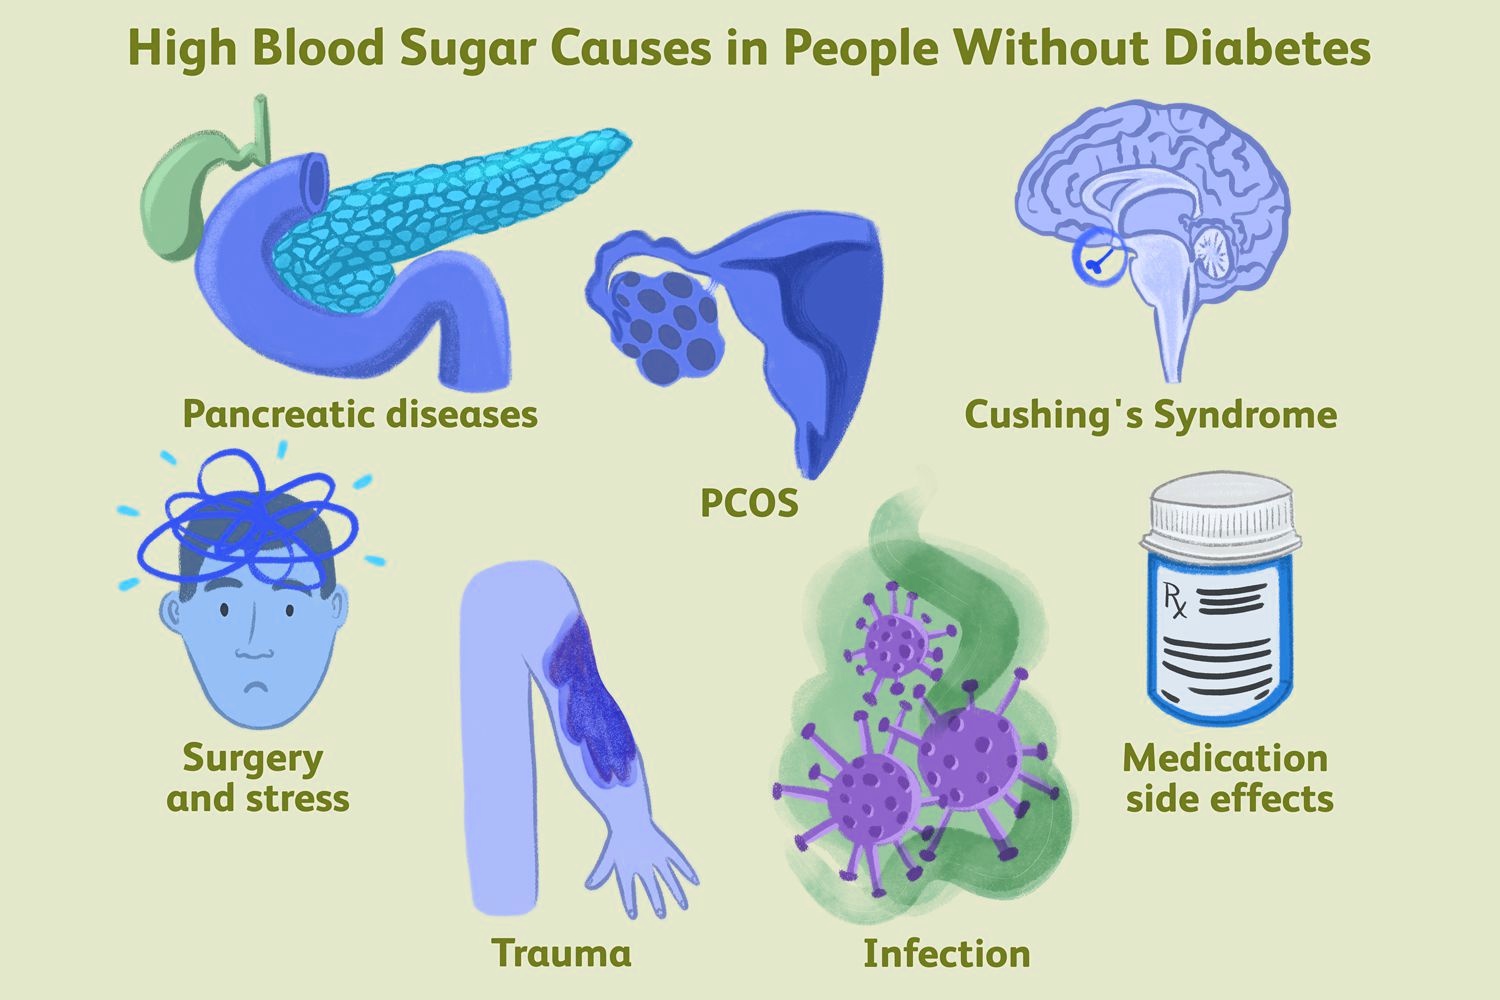 High Blood Sugar Causes in People Without Diabetes
Pancreatic diseases
PCOS
Cushing's Syndrome
Surgery
and stress
Trauma
Infection
Rx
Medication
side effects